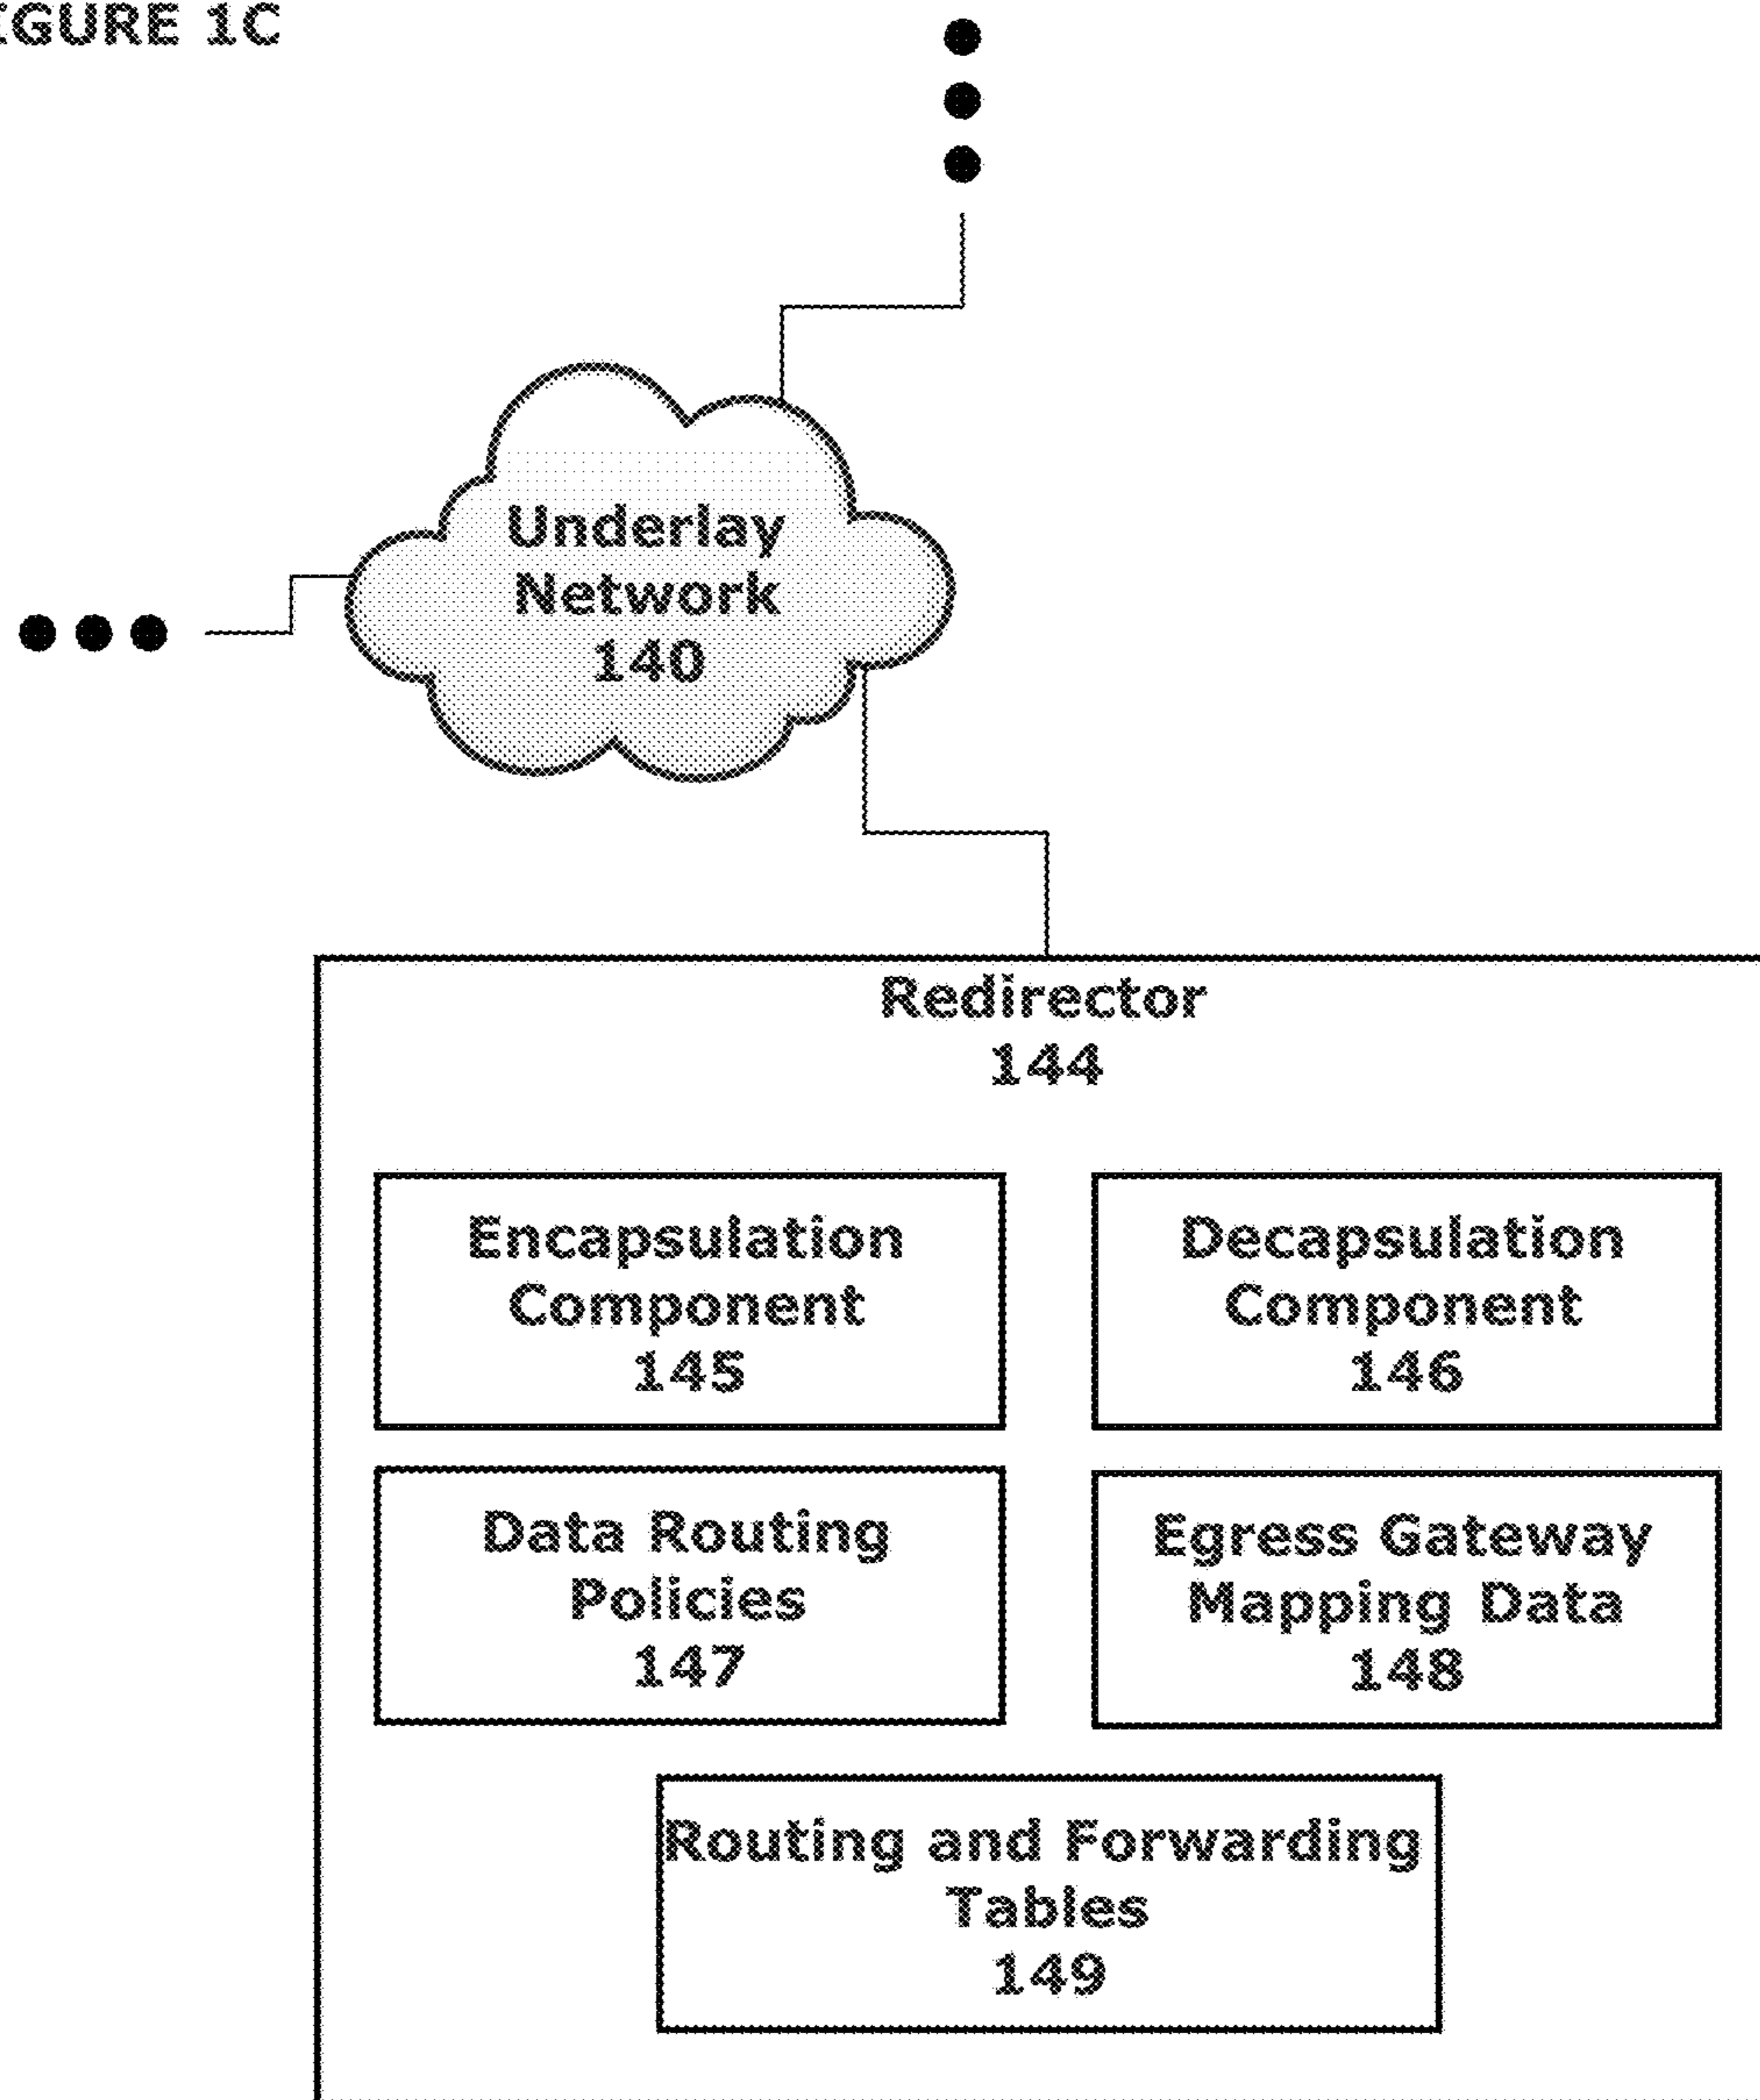 IGURE 1C
Underlay
Network
140
Redirector
144
Encapsulation
Component
145
Decapsulation
Component
146
Data Routing
Policies
147
Egress Gateway
Mapping Data
148
Routing and Forwarding
Tables
149